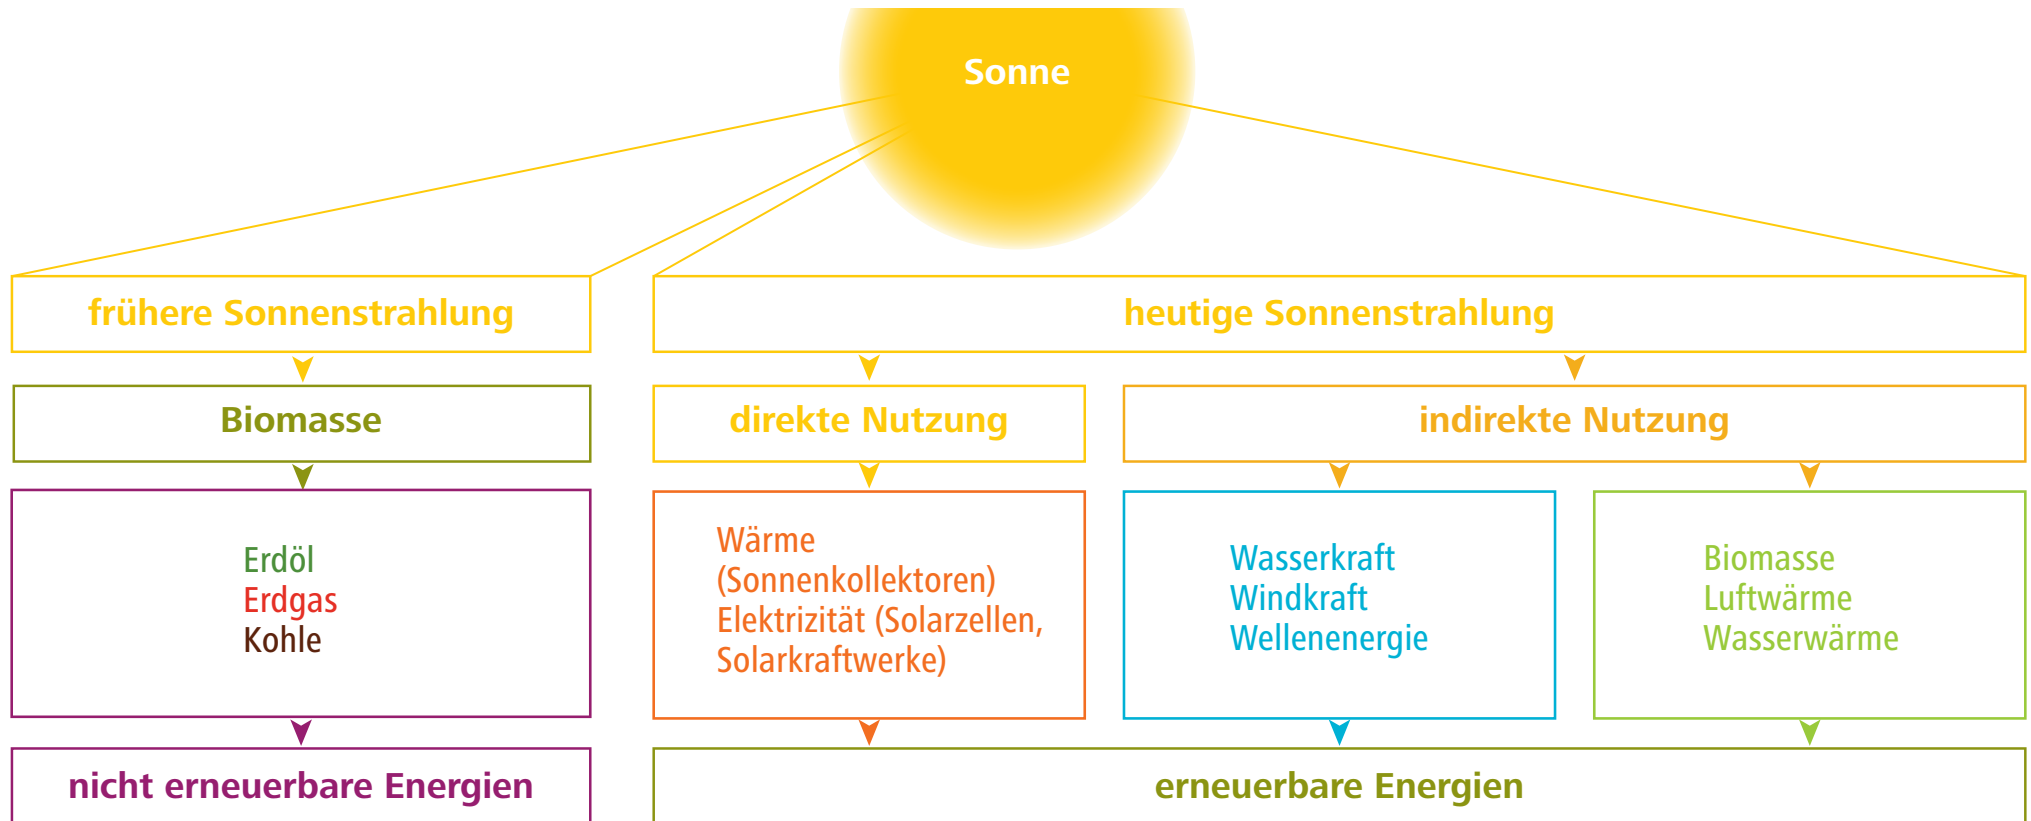 Sonne
frühere Sonnenstrahlung
heutige Sonnenstrahlung
Biomasse
direkte Nutzung
indirekte Nutzung
Erdöl
Erdgas
Kohle
Wärme
(Sonnenkollektoren)
Elektrizität (Solarzellen,
Solarkraftwerke)
Wasserkraft
Windkraft
Wellenenergie
Biomasse
Luftwärme
Wasserwärme
nicht erneuerbare Energien
erneuerbare Energien